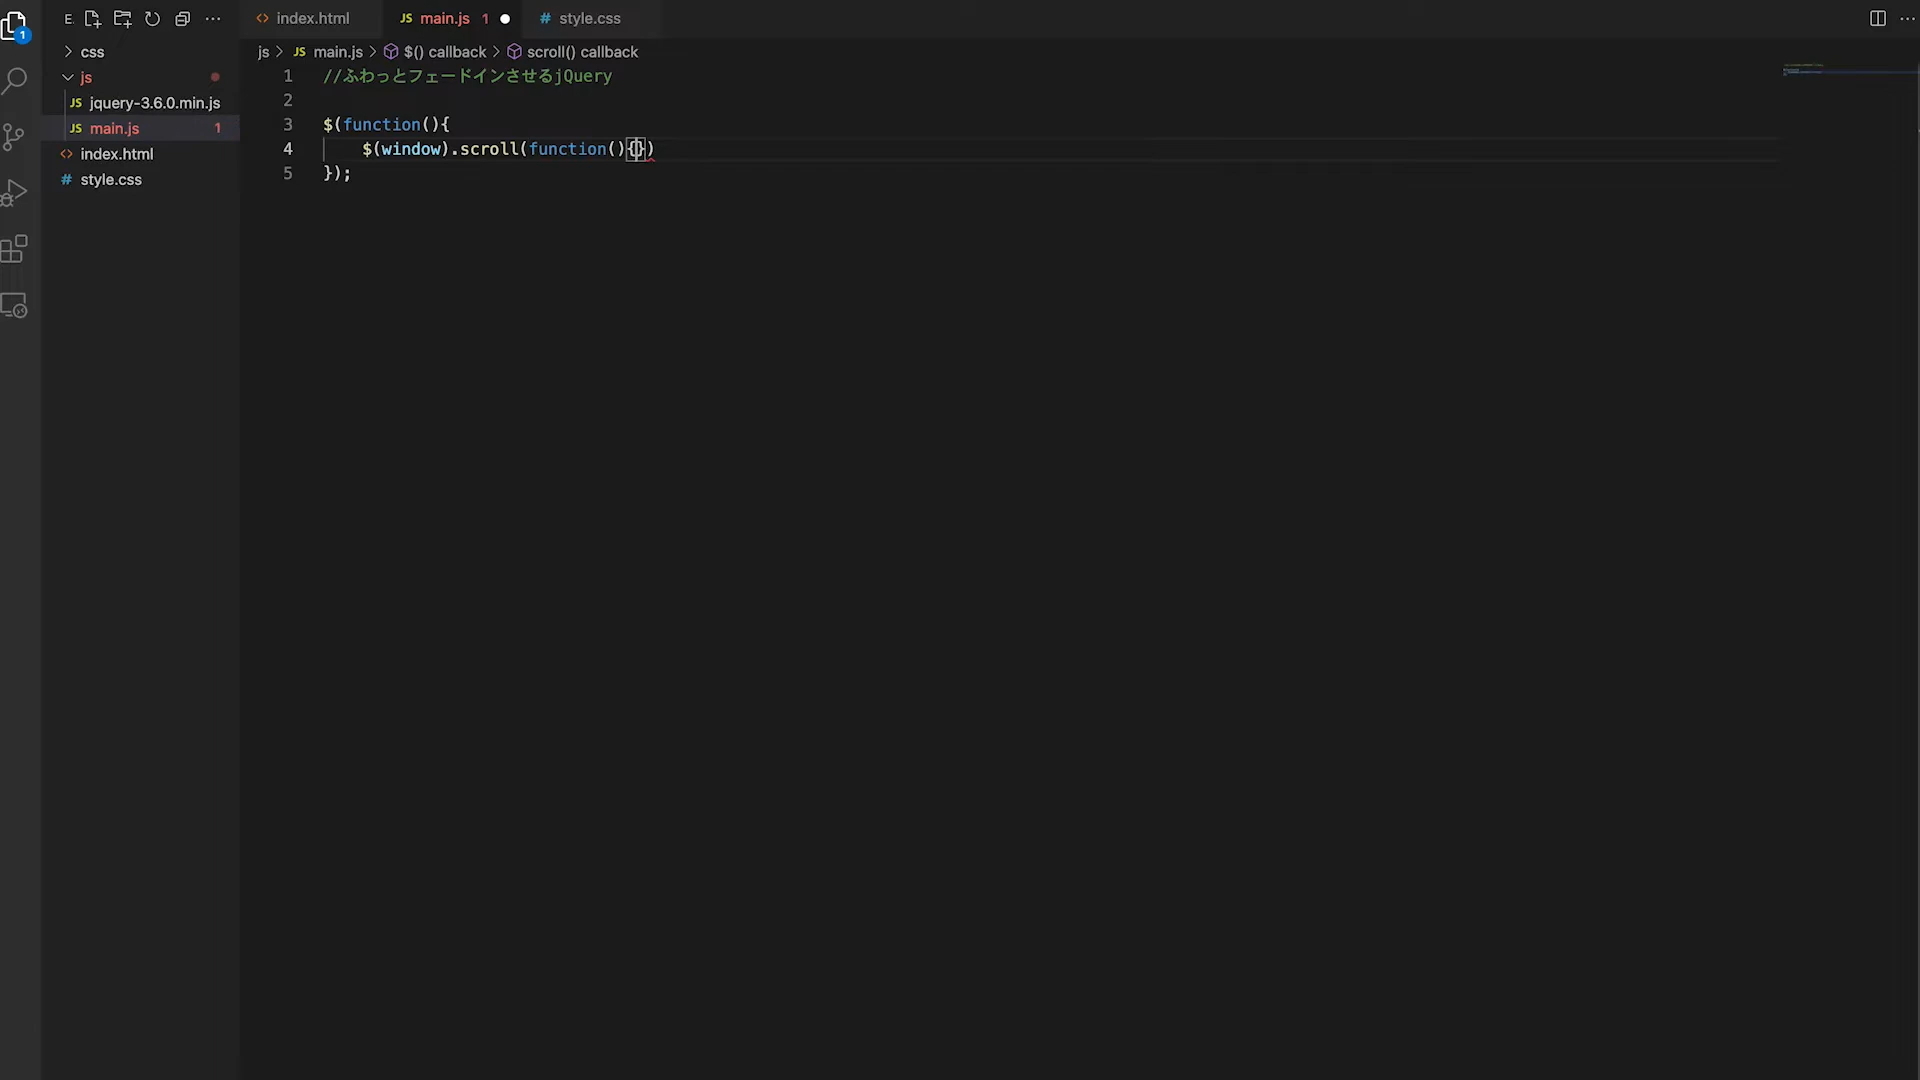 E
index.html
JS main.js 1
# style.css
1
css
js > JS main.js > $() callback > scroll() callback
js
JS jquery-3.6.0.min.js
JS main.js 1
index.html
# style.css
1 //ふわっとフェードインさせるjQuery
2
3 $(function(){
4 $(window).scroll(function(){})
5 });